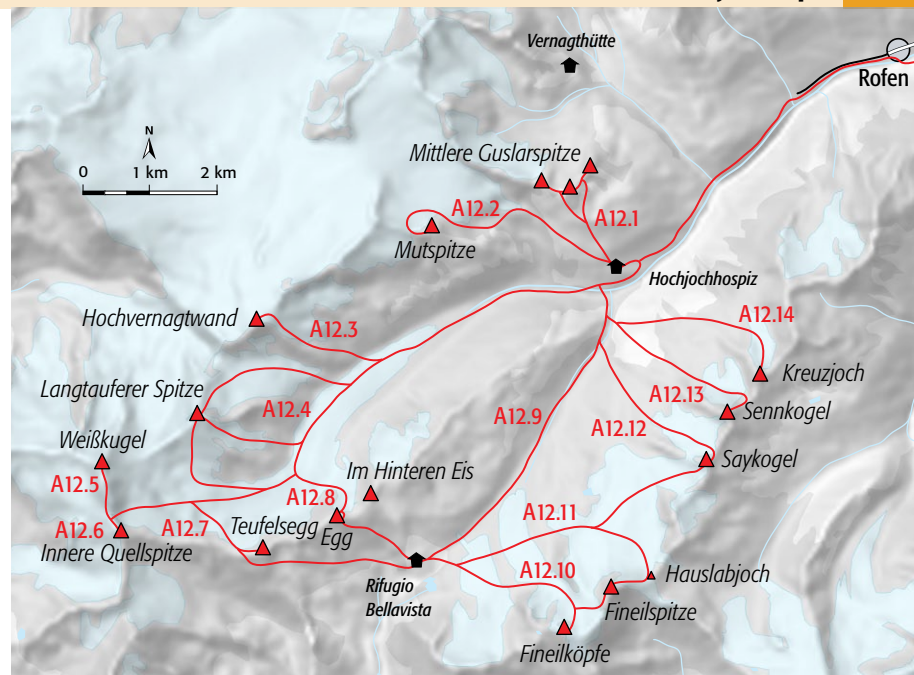 Vernagthütte
Rofen
N
0 1 km 2 km
Mittlere Guslarspitze
A12.2
A12.1
Mutspitze
Hochjochhospiz
Hochvernagtwand
A12.3
A12.14
Langtauferer Spitze
A12.4
Kreuzjoch
A12.9
A12.13
Sennkogel
A12.12
Weißkugel
Saykogel
Im Hinteren Eis
A12.5
A12.8
A12.11
A12.6
A12.7
Teufelsegg
Egg
Innere Quellspitze
A12.10
Hauslabjoch
Rifugio
Bellavista
Fineilspitze
Fineilköpfe